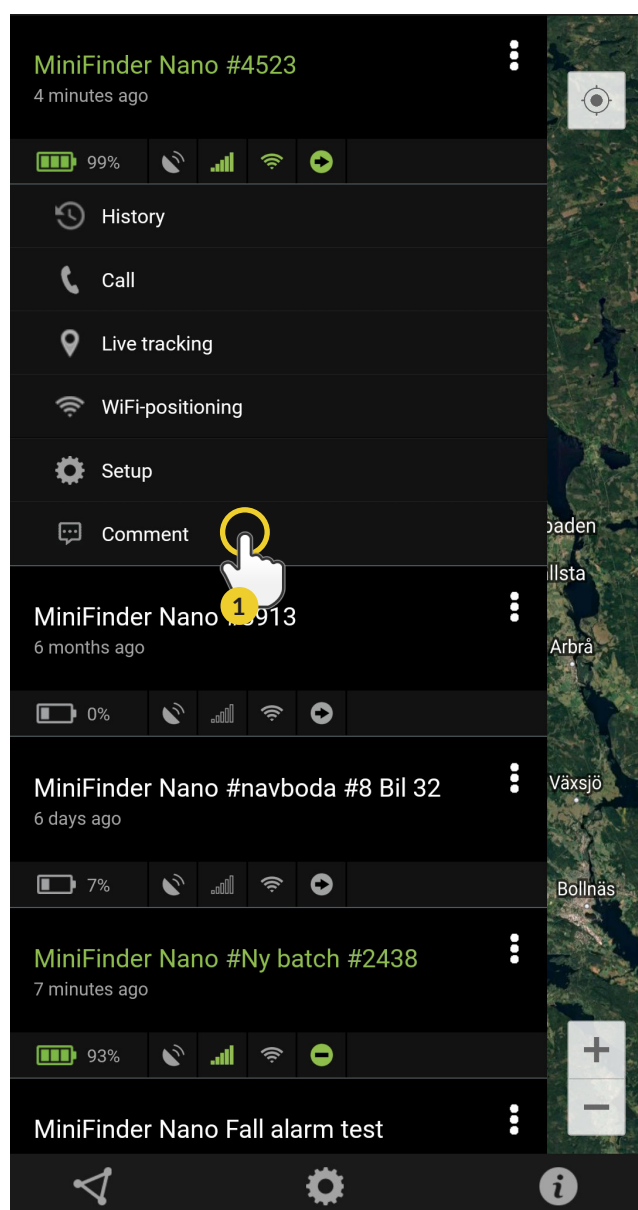 MiniFinder Nano #4523
4 minutes ago
99%
History
Call
Live tracking
WiFi-positioning
Setup
Comment
1
MiniFinder Nano
6 months ago
0%
MiniFinder Nano #navboda #8 Bil 32
6 days ago
7%
MiniFinder Nano #Ny batch #2438
7 minutes ago
93%
MiniFinder Nano Fall alarm test
Arbrå
Växsjö
Bollnäs
+
−
i